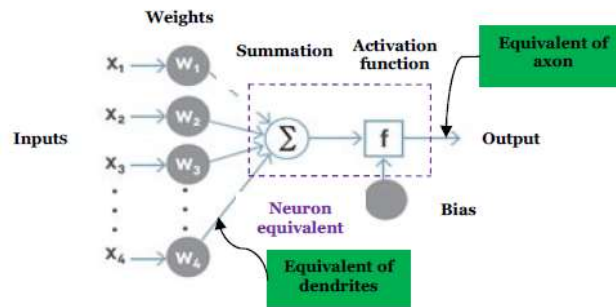 Weights
Summation
Activation
function
Equivalent of
axon
Inputs
X₁
W₁
X₂
W₂
X₃
W₃
X₄
W₄
Σ
f
Output
Bias
Neuron
equivalent
Equivalent of
dendrites